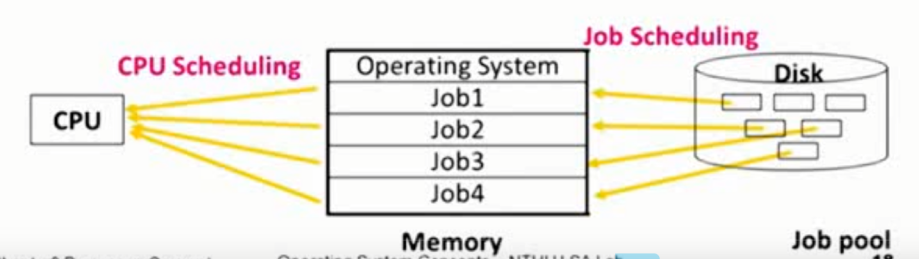 Job Scheduling
CPU Scheduling
Operating System
Disk
Job1
CPU
Job2
Job3
Job4
Memory
Job pool
18
Operating System Concepts – NTHU LSA Lab